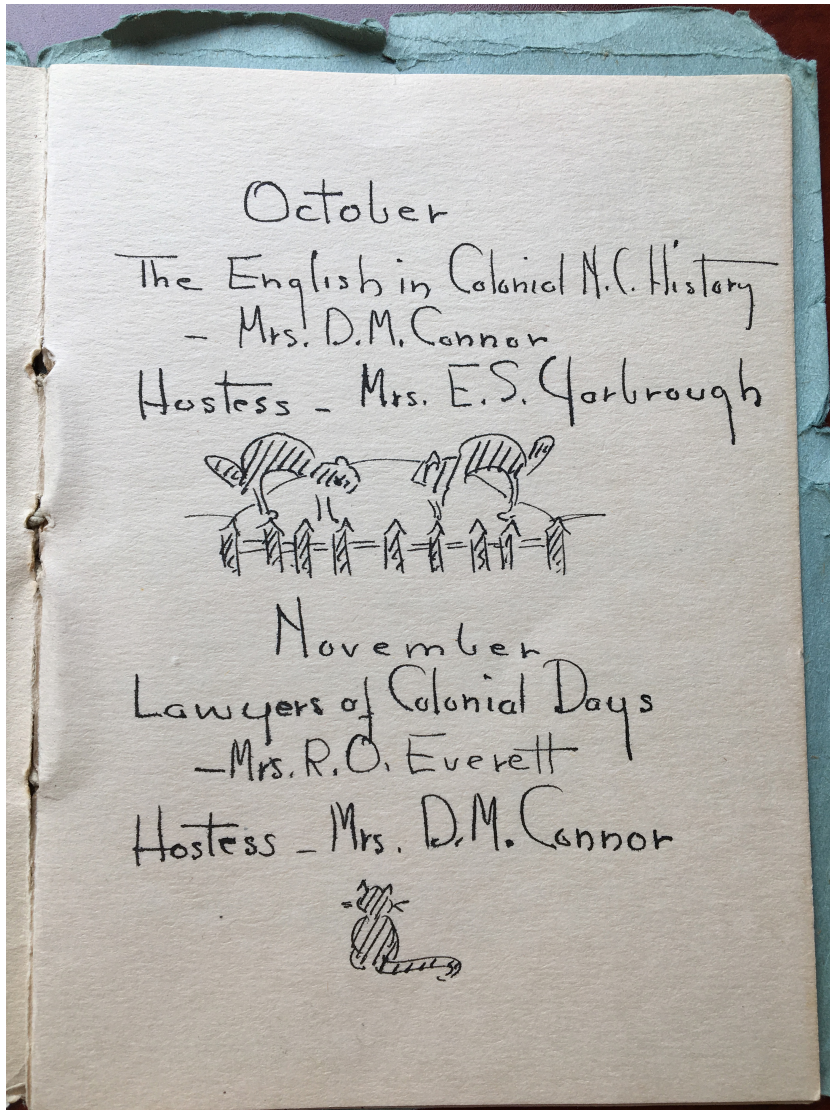 October
The English in Colonial N.C. History
- Mrs. D.M. Connor
Hostess - Mrs. E.S. Yarbrough
November
Lawyers of Colonial Days
- Mrs. R.O. Everett
Hostess - Mrs. D.M. Connor